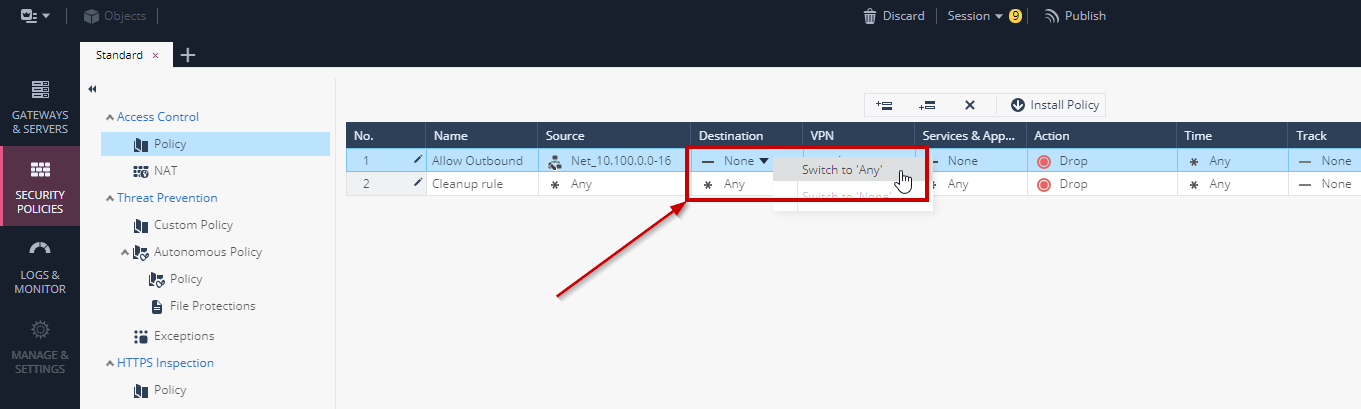 Objects
Discard
Session
9
Publish
Standard
GATEWAYS
& SERVERS
SECURITY
POLICIES
LOGS &
MONITOR
MANAGE &
SETTINGS
Access Control
Policy
NAT
Threat Prevention
Custom Policy
Autonomous Policy
Policy
File Protections
Exceptions
HTTPS Inspection
Policy
Install Policy
No. Name Source Destination VPN Services & App... Action Time Track
1 Allow Outbound Net_10.100.0.0-16 None None Drop Any None
Switch to 'Any'
2 Cleanup rule Any Any Any Drop Any None
Switch to 'None'